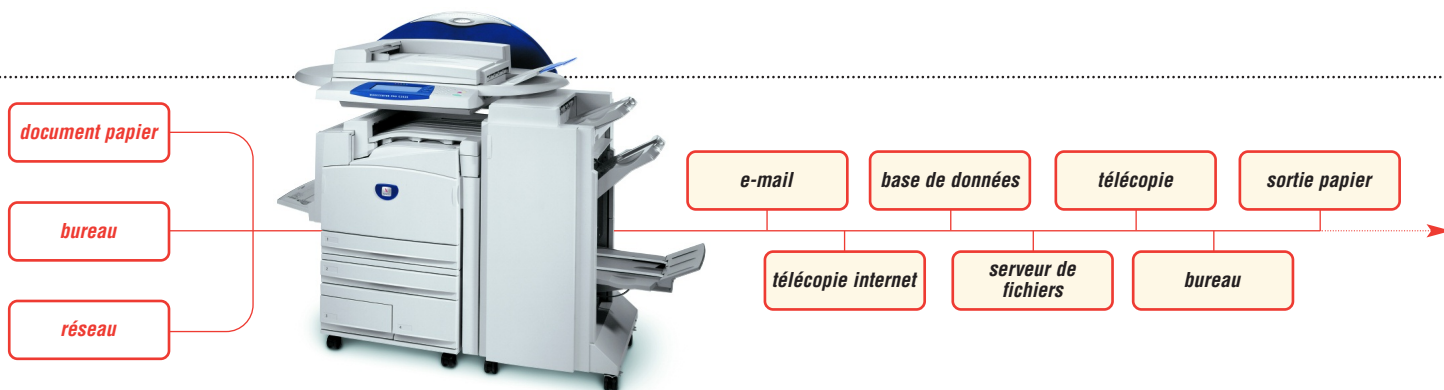 document papier
bureau
réseau
e-mail
base de données
télécopie
sortie papier
télécopie internet
serveur de
fichiers
bureau